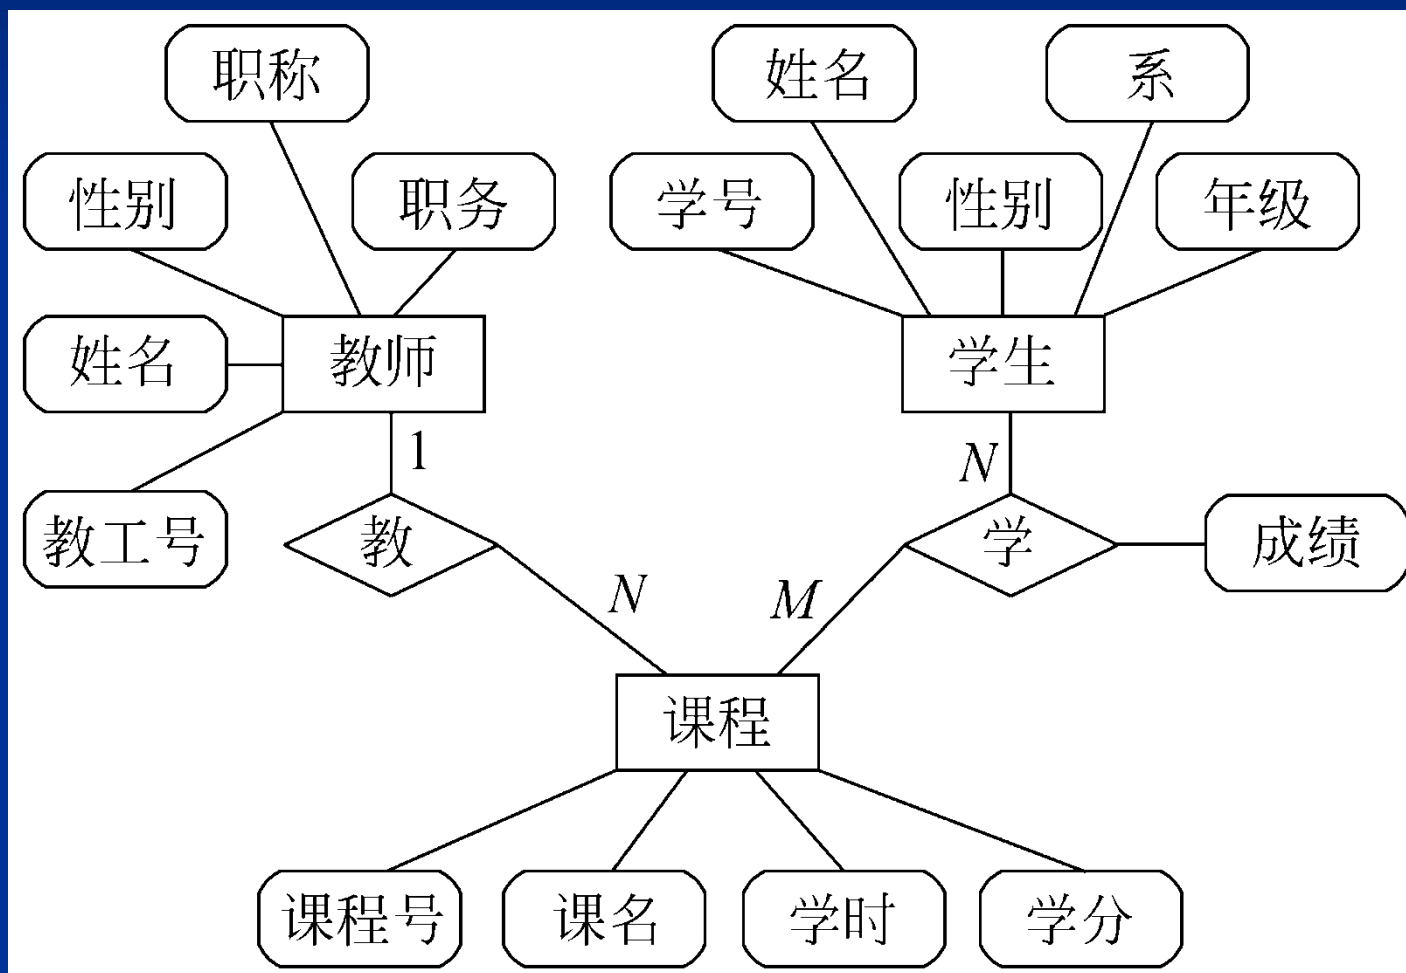 职称
姓名
系
性别
职务
学号
性别
年级
姓名
教师
学生
1
N
教工号
教
学
成绩
N
M
课程
课程号
课名
学时
学分